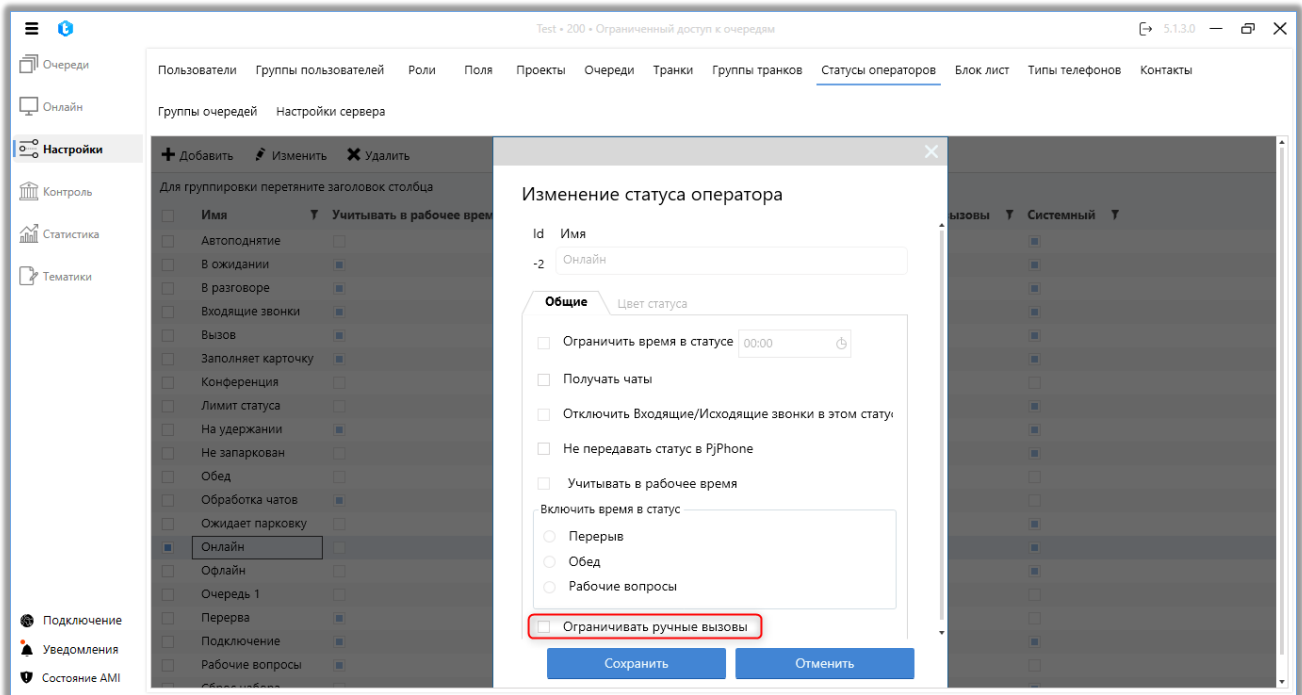 Test • 200 • Ограниченный доступ к очередям
5.1.3.0
Очереди
Онлайн
Настройки
Контроль
Статистика
Тематики
Подключение
Уведомления
Состояние AMI
Пользователи Группы пользователей Роли Поля Проекты Очереди Транки Группы транков Статусы операторов Блок лист Типы телефонов Контакты
Группы очередей Настройки сервера
Добавить Изменить Удалить
Для группировки перетяните заголовок столбца
Имя Учитывать в рабочее врем ызовы Системный
Автоподнятие
В ожидании
В разговоре
Входящие звонки
Вызов
Заполняет карточку
Конференция
Лимит статуса
На удержании
Не запаркован
Обед
Обработка чатов
Ожидает парковку
Онлайн
Офлайн
Очередь 1
Перерва
Подключение
Рабочие вопросы
Сброс набора
Изменение статуса оператора
Id Имя
-2 Онлайн
Общие Цвет статуса
Ограничить время в статусе 00:00
Получать чаты
Отключить Входящие/Исходящие звонки в этом стату
Не передавать статус в PjPhone
Учитывать в рабочее время
Включить время в статус
Перерыв
Обед
Рабочие вопросы
Ограничивать ручные вызовы
Сохранить Отменить